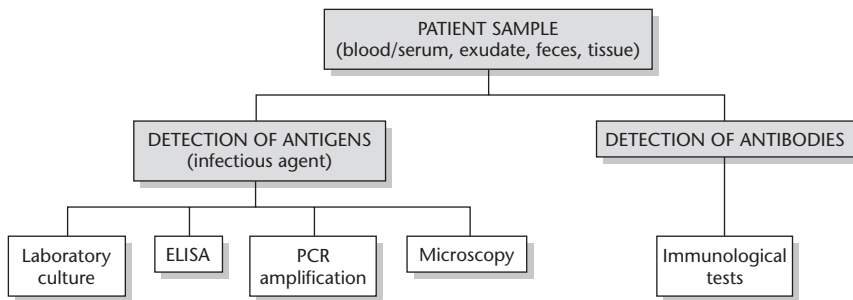 PATIENT SAMPLE
(blood/serum, exudate, feces, tissue)
DETECTION OF ANTIGENS
(infectious agent)
DETECTION OF ANTIBODIES
Laboratory
culture
ELISA
PCR
amplification
Microscopy
Immunological
tests